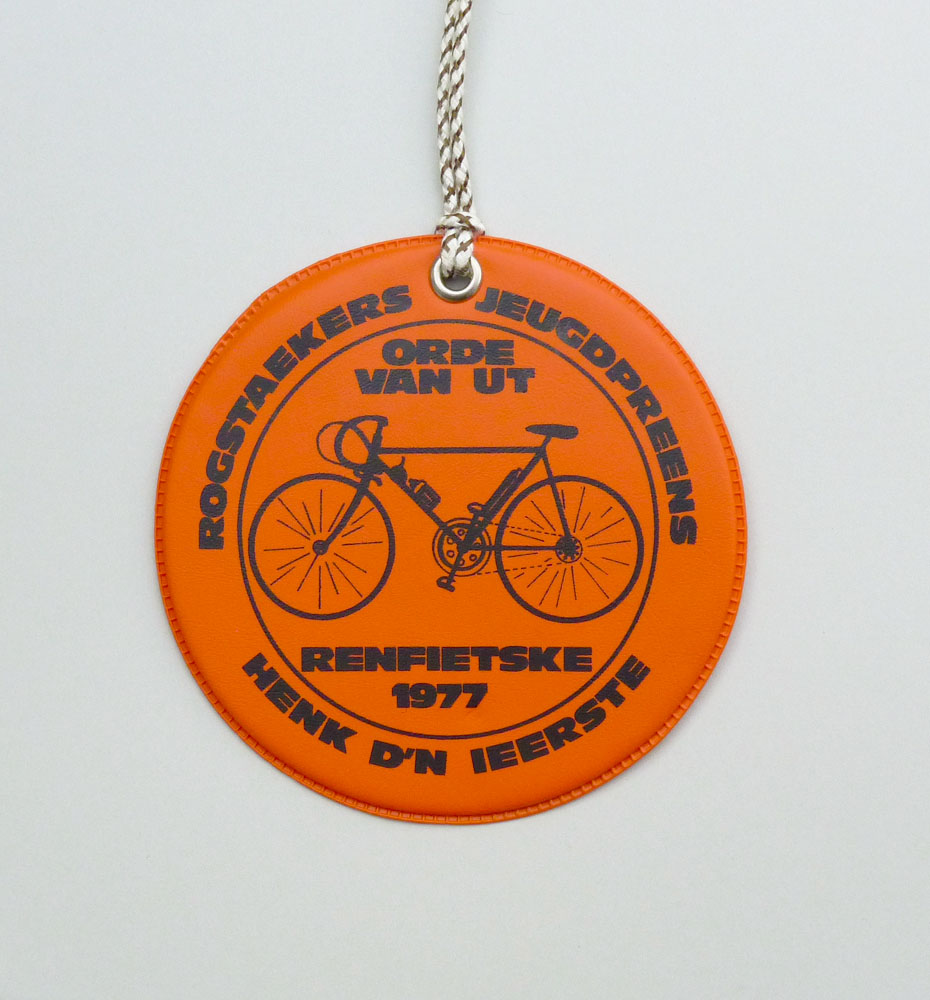 ROGSTAEKERS JEUGDPREENS
ORDE
VAN UT
RENFIETSKE
1977
HENK D'N IEERSTE